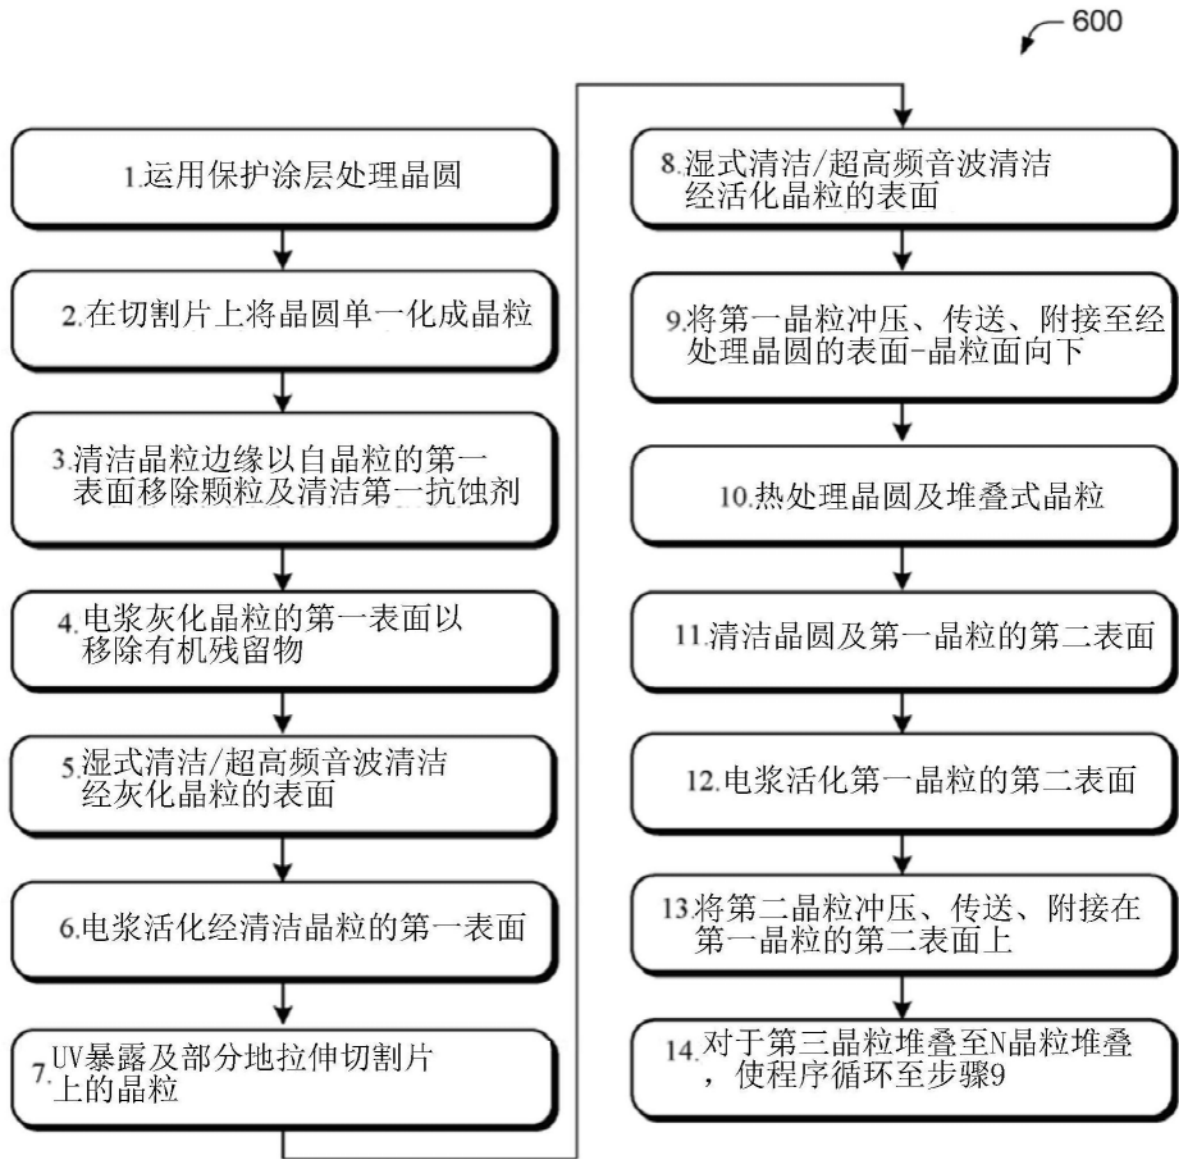 600
1.运用保护涂层处理晶圆
2.在切割片上将晶圆单一化成晶粒
3.清洁晶粒边缘以自晶粒的第一
表面移除颗粒及清洁第一抗蚀剂
4.电浆灰化晶粒的第一表面以
移除有机残留物
5.湿式清洁/超高频音波清洁
经灰化晶粒的表面
6.电浆活化经清洁晶粒的第一表面
7.UV暴露及部分地拉伸切割片
上的晶粒
8.湿式清洁/超高频音波清洁
经活化晶粒的表面
9.将第一晶粒冲压、传送、附接至经
处理晶圆的表面-晶粒面向下
10.热处理晶圆及堆叠式晶粒
11.清洁晶圆及第一晶粒的第二表面
12.电浆活化第一晶粒的第二表面
13.将第二晶粒冲压、传送、附接在
第一晶粒的第二表面上
14.对于第三晶粒堆叠至N晶粒堆叠
，使程序循环至步骤9